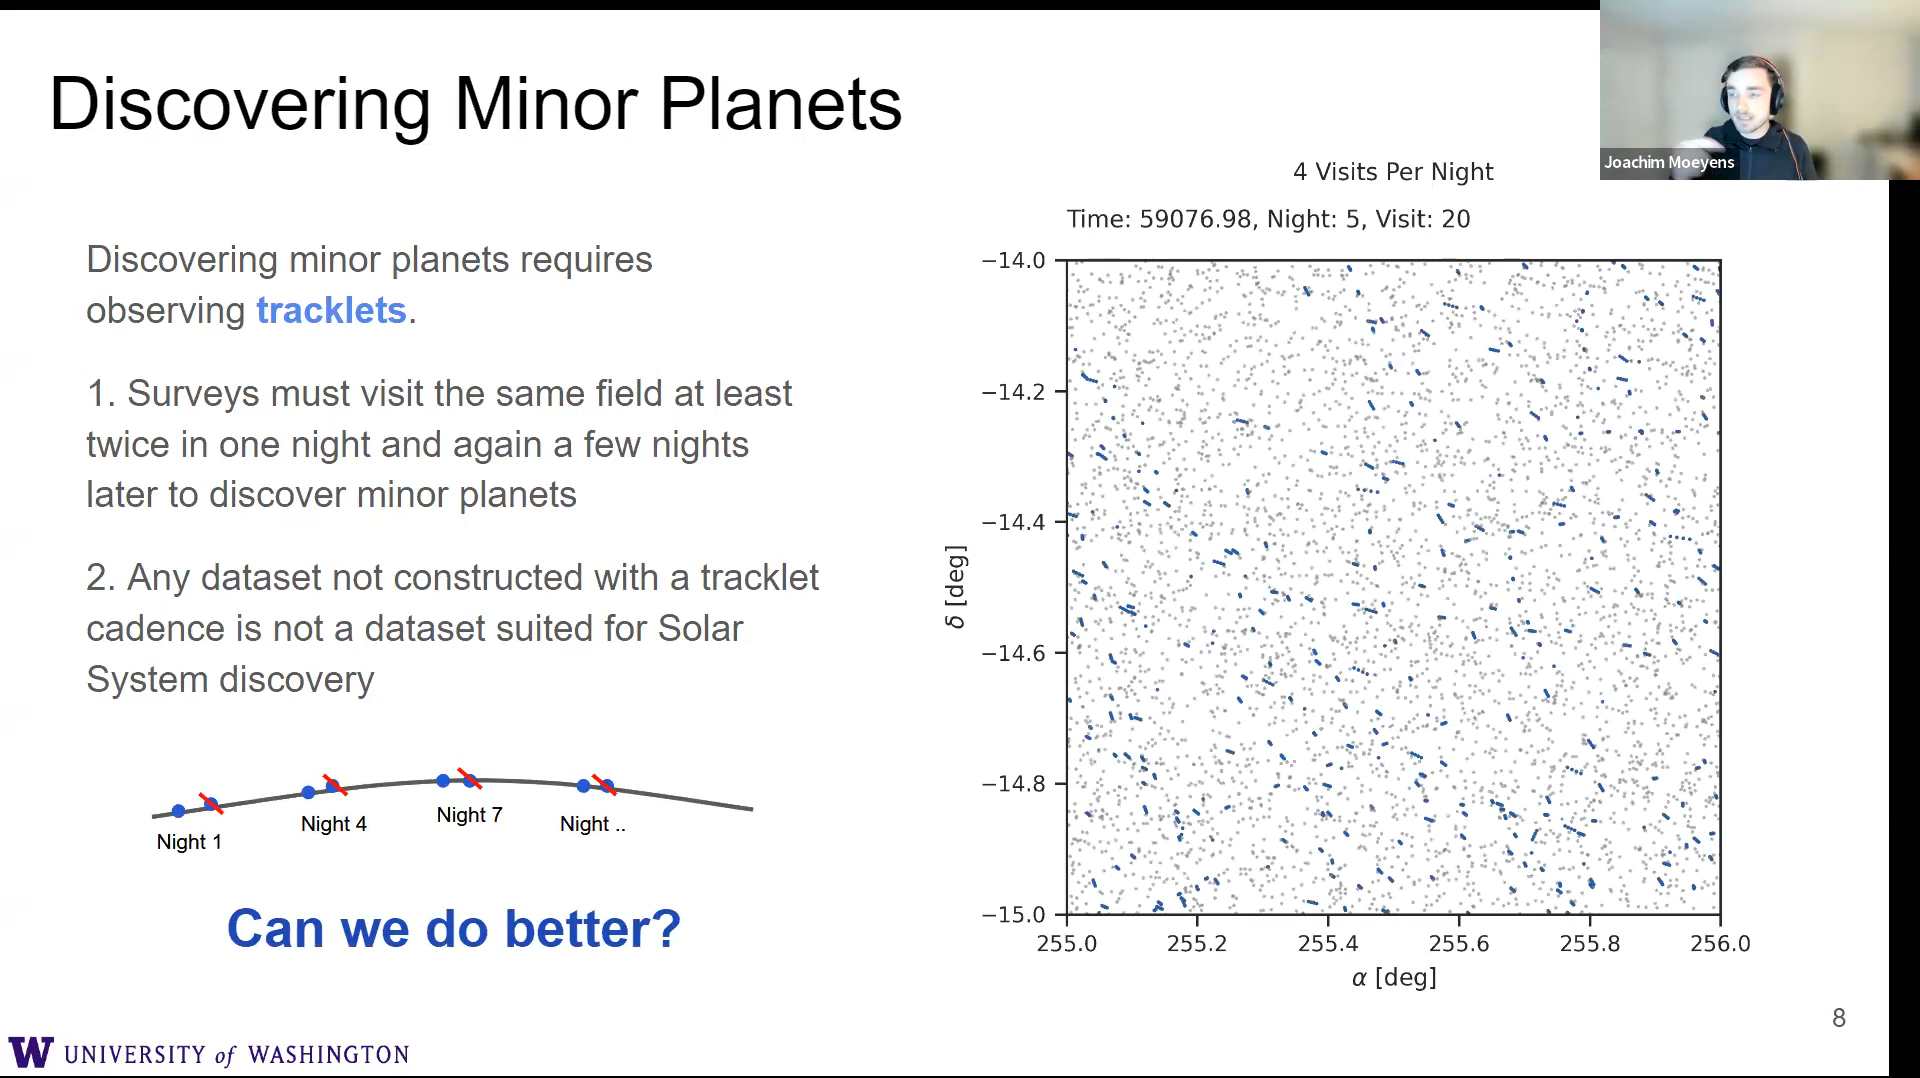 Discovering Minor Planets
Joachim Moeyens
Discovering minor planets requires
observing tracklets.
1. Surveys must visit the same field at least
twice in one night and again a few nights
later to discover minor planets
2. Any dataset not constructed with a tracklet
cadence is not a dataset suited for Solar
System discovery
Night 1
Night 4
Night 7
Night ..
Can we do better?
4 Visits Per Night
Time: 59076.98, Night: 5, Visit: 20
−14.0
−14.2
−14.4
−14.6
−14.8
−15.0
δ [deg]
255.0 255.2 255.4 255.6 255.8 256.0
α [deg]
8
W UNIVERSITY of WASHINGTON